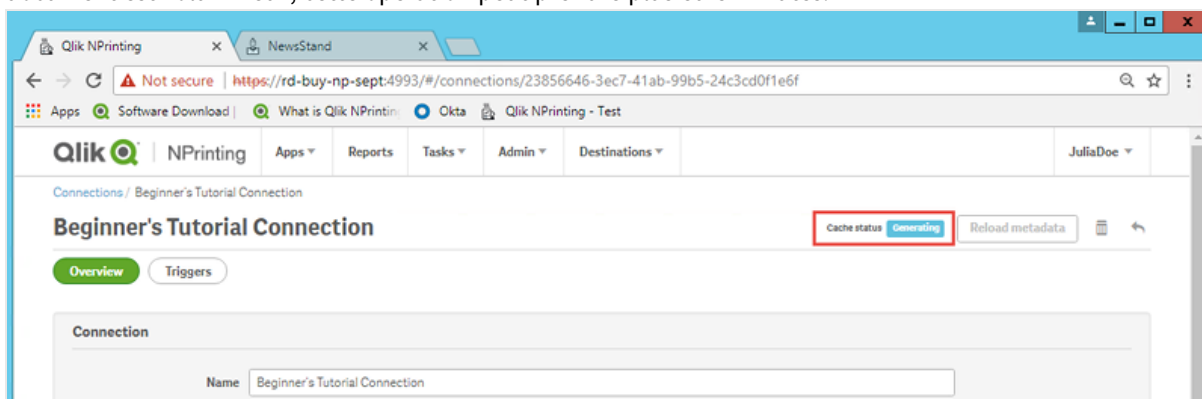 Qlik NPrinting NewsStand
Not secure | https://rd-buy-np-sept:4993/#/connections/23856646-3ec7-41ab-99b5-24c3cd0f1e6f
Apps Software Download | What is Qlik NPrinting Okta Qlik NPrinting - Test
Qlik NPrinting Apps Reports Tasks Admin Destinations JuliaDoe
Connections / Beginner's Tutorial Connection
Beginner's Tutorial Connection Cache status Generating Reload metadata
Overview Triggers
Connection
Name Beginner's Tutorial Connection